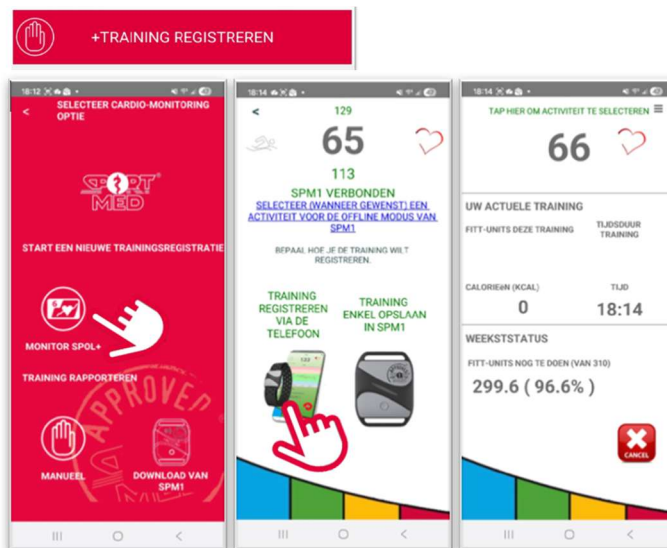 +TRAINING REGISTREREN
18:12
SELECTEER CARDIO-MONITORING
OPTIE
SPORT
MED
START EEN NIEUWE TRAININGSREGISTRATIE
MONITOR SPOL+
TRAINING RAPPORTEREN
APPROVED
MANUEEL
DOWNLOAD VAN
SPM1
18:14
129
65
113
SPM1 VERBONDEN
SELECTEER (WANNEER GEWENST) EEN
ACTIVITEIT VOOR DE OFFLINE MODUS VAN
SPM1
BEPAAL HOE JE DE TRAINING WILT
REGISTREREN.
TRAINING
REGISTREREN
VIA DE
TELEFOON
TRAINING
ENKEL OPSLAAN
IN SPM1
18:14
TAP HIER OM ACTIVITEIT TE SELECTEREN
66
UW ACTUELE TRAINING
FITT-UNITS DEZE TRAINING
TIJDSDUUR
TRAINING
CALORIEëN (KCAL)
TIJD
0
18:14
WEEKSTSTATUS
FITT-UNITS NOG TE DOEN (VAN 310)
299.6 ( 96.6% )
CANCEL